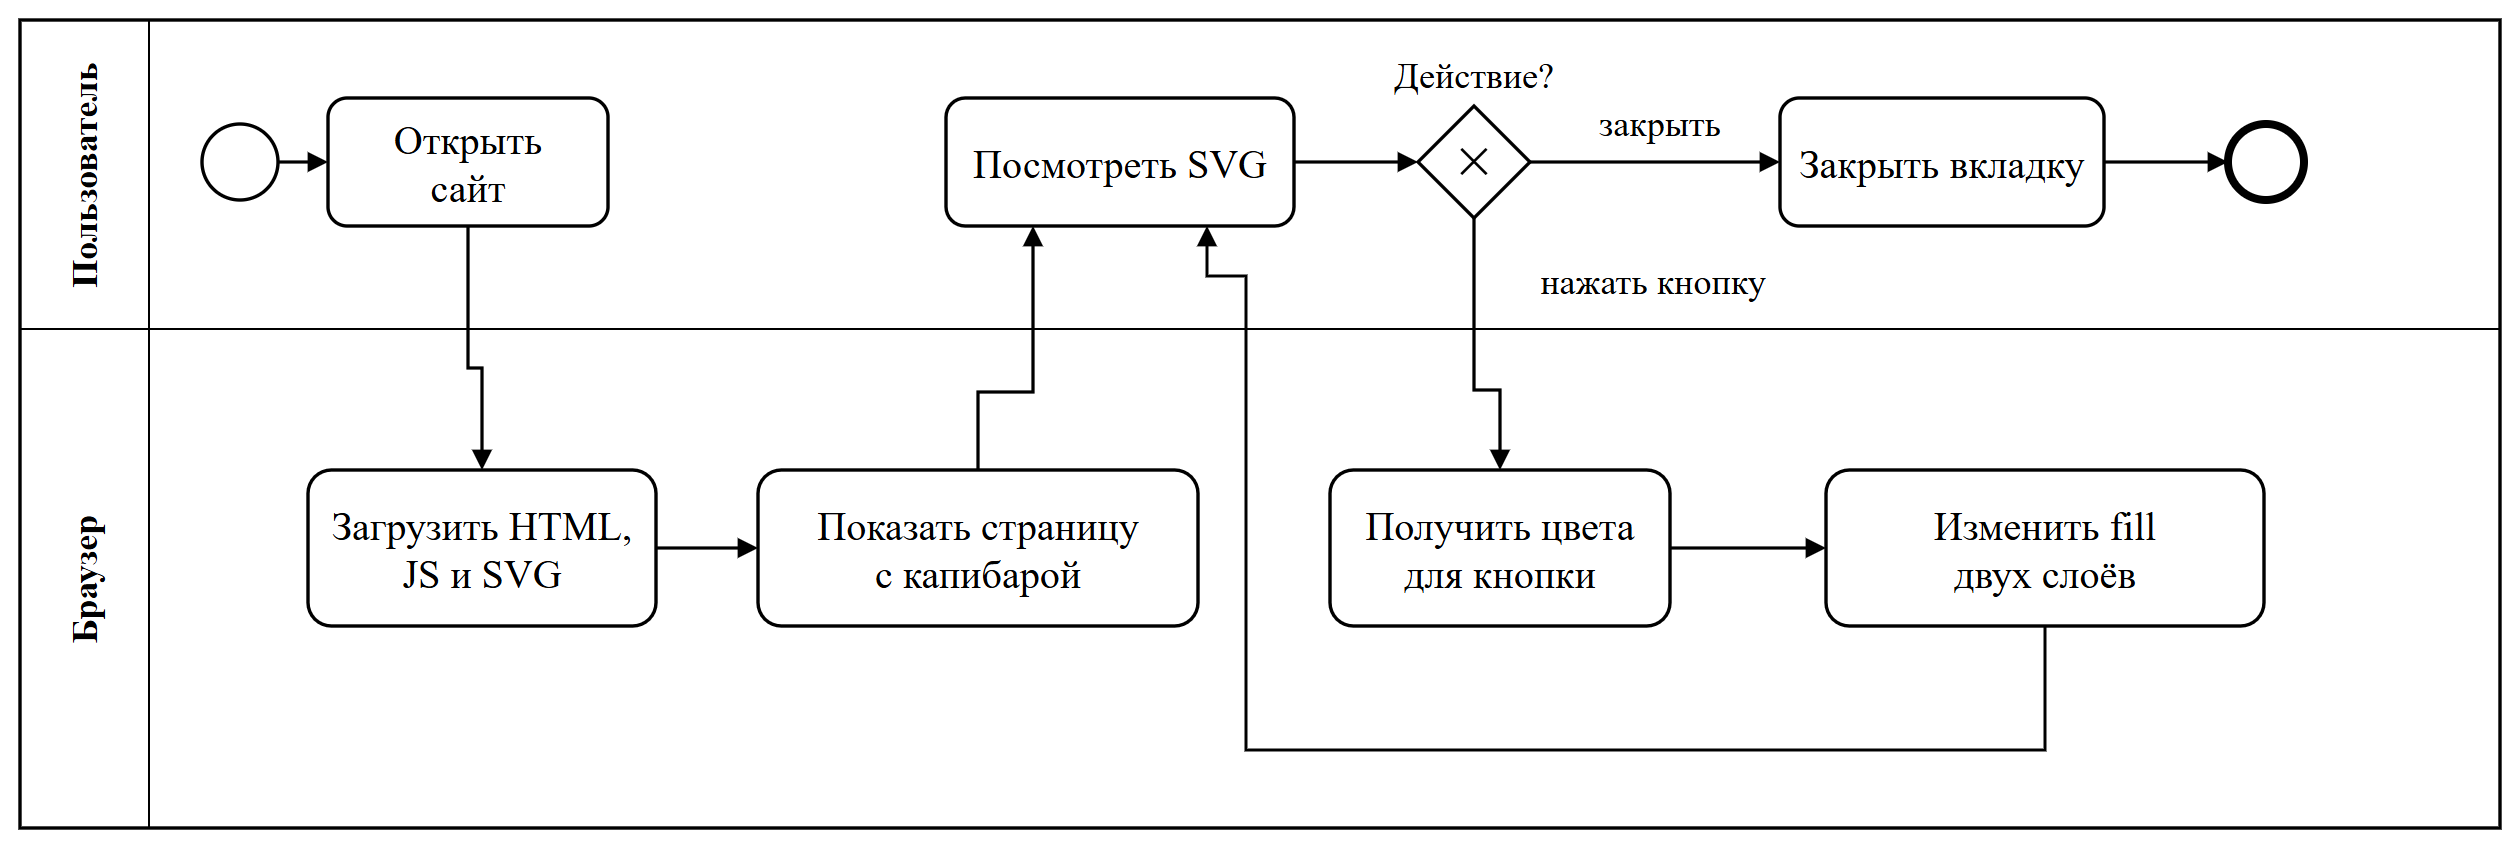 Пользователь
Открыть
сайт
Посмотреть SVG
Действие?
закрыть
Закрыть вкладку
нажать кнопку
Браузер
Загрузить HTML,
JS и SVG
Показать страницу
с капибарой
Получить цвета
для кнопки
Изменить fill
двух слоёв